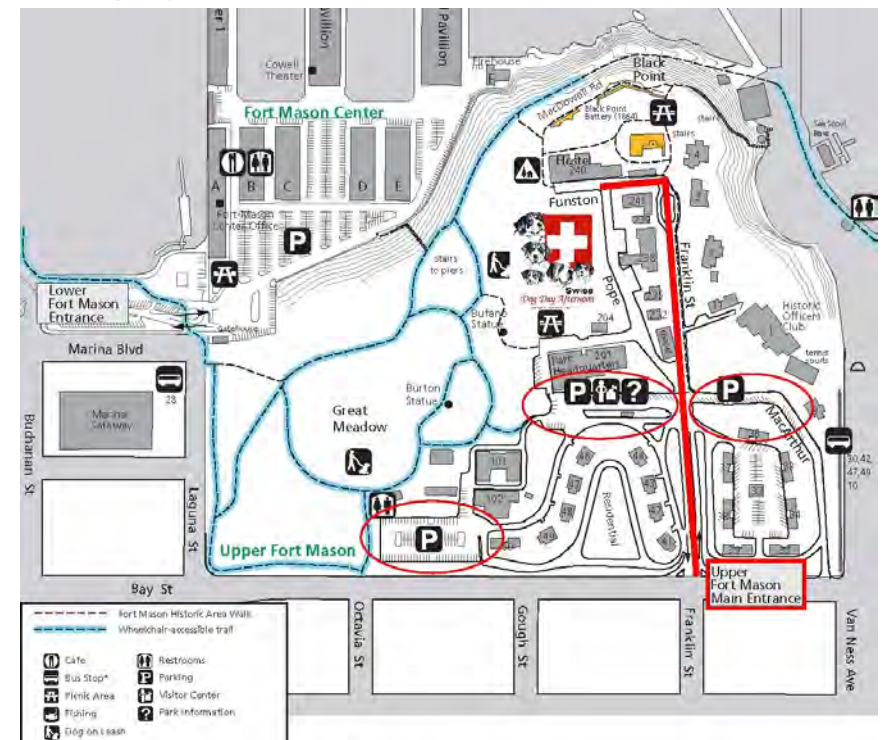 Pavillion
Pavillion
Cowell
Theater
Firehouse
Black
Point
MacDowell Rd
Black Point
Battery (1864)
stairs
stairs
Fort Mason Center
A
B
C
D
E
Hostel
240
Funston
241
4
Fort Mason
Center Office
P
stairs
to piers
Swiss
Dog Day Afternoon
Pope
Franklin St
Lower
Fort Mason
Entrance
gatehouse
Bufano
Statue
204
Historic
Officers
Club
tennis
courts
Marina Blvd
28
Marina
Safeway
Buchanan St
Laguna St
Park
Headquarters
201
P
?
P
MacArthur
Burton
Statue
Great
Meadow
30,42,
47,49
10
101
102
Residential
P
Upper Fort Mason
Upper
Fort Mason
Main Entrance
Bay St
Octavia St
Gough St
Franklin St
Van Ness Ave
Fort Mason Historic Area Walk
Wheelchair-accessible trail
Cafe
Restrooms
Bus Stop*
P Parking
Picnic Area
Visitor Center
Fishing
? Park Information
Dog on Leash